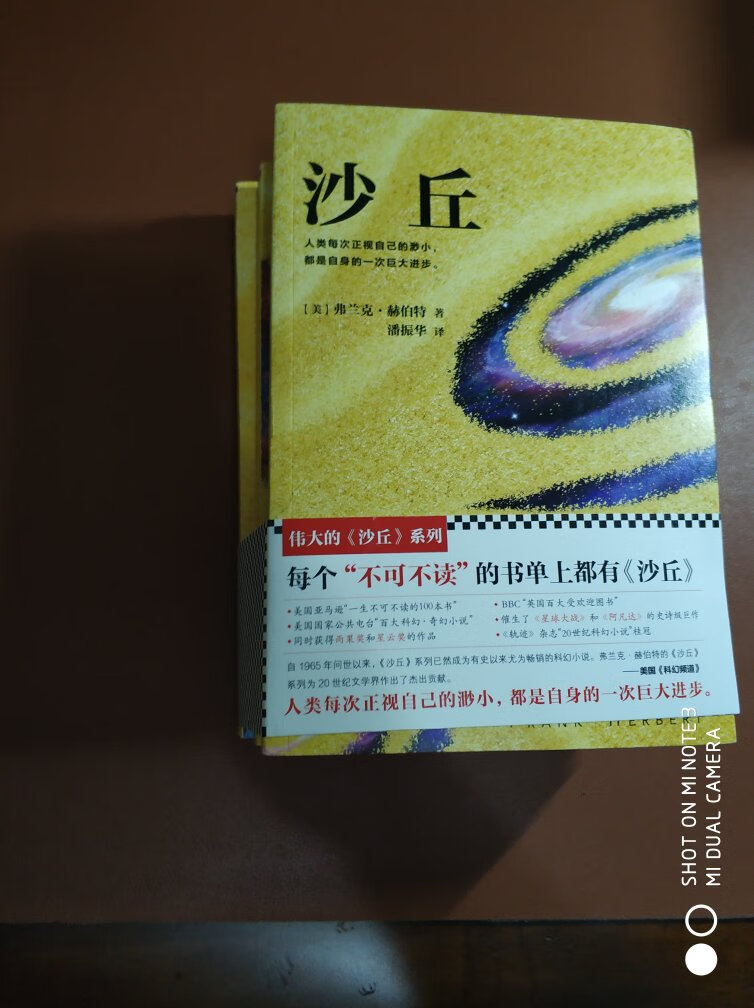 沙丘
人类每次正视自己的渺小，
都是自身的一次巨大进步。
【美】弗兰克·赫伯特 著
潘振华 译
伟大的《沙丘》系列
每个“不可不读”的书单上都有《沙丘》
◆美国亚马逊“一生不可不读的100本书”
◆美国国家公共电台“百大科幻·奇幻小说”
◆同时获得雨果奖和星云奖的作品
◆BBC“英国百大受欢迎图书”
◆催生了《星球大战》和《阿凡达》的史诗级巨作
◆《轨迹》杂志“20世纪科幻小说”桂冠
自1965年问世以来，《沙丘》系列已然成为有史以来尤为畅销的科幻小说。弗兰克·赫伯特的《沙丘》
系列为20世纪文学界作出了杰出贡献。
——美国《科幻频道》
人类每次正视自己的渺小，都是自身的一次巨大进步。
FRANK HERBERT
SHOT ON MI NOTE 3
MI DUAL CAMERA